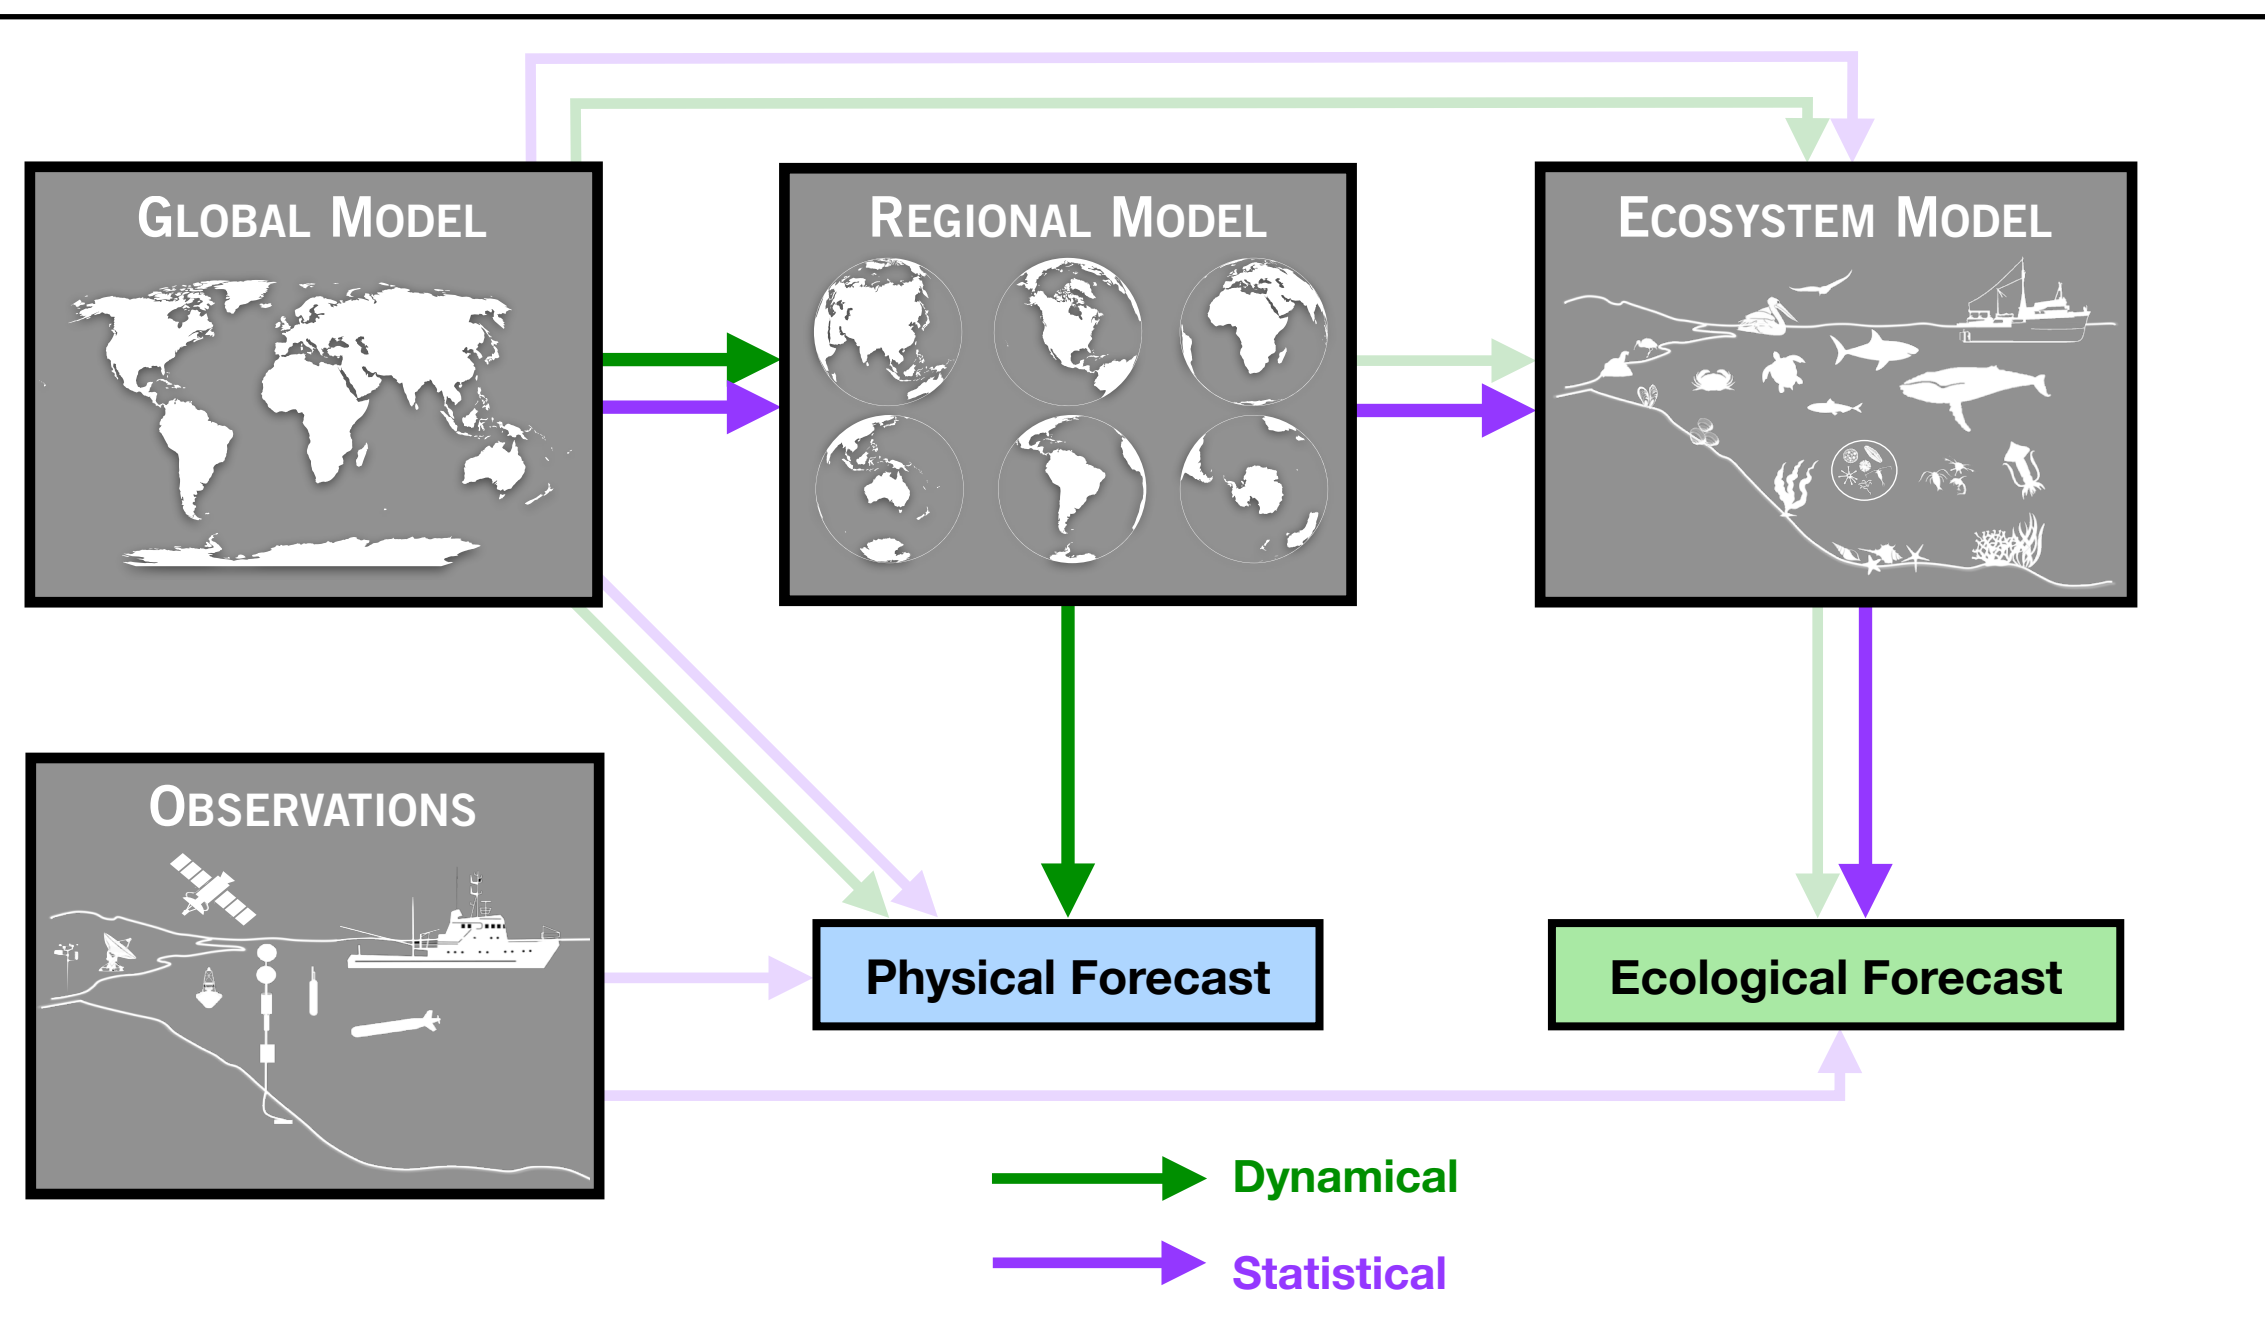 GLOBAL MODEL
REGIONAL MODEL
ECOSYSTEM MODEL
OBSERVATIONS
Physical Forecast
Ecological Forecast
Dynamical
Statistical